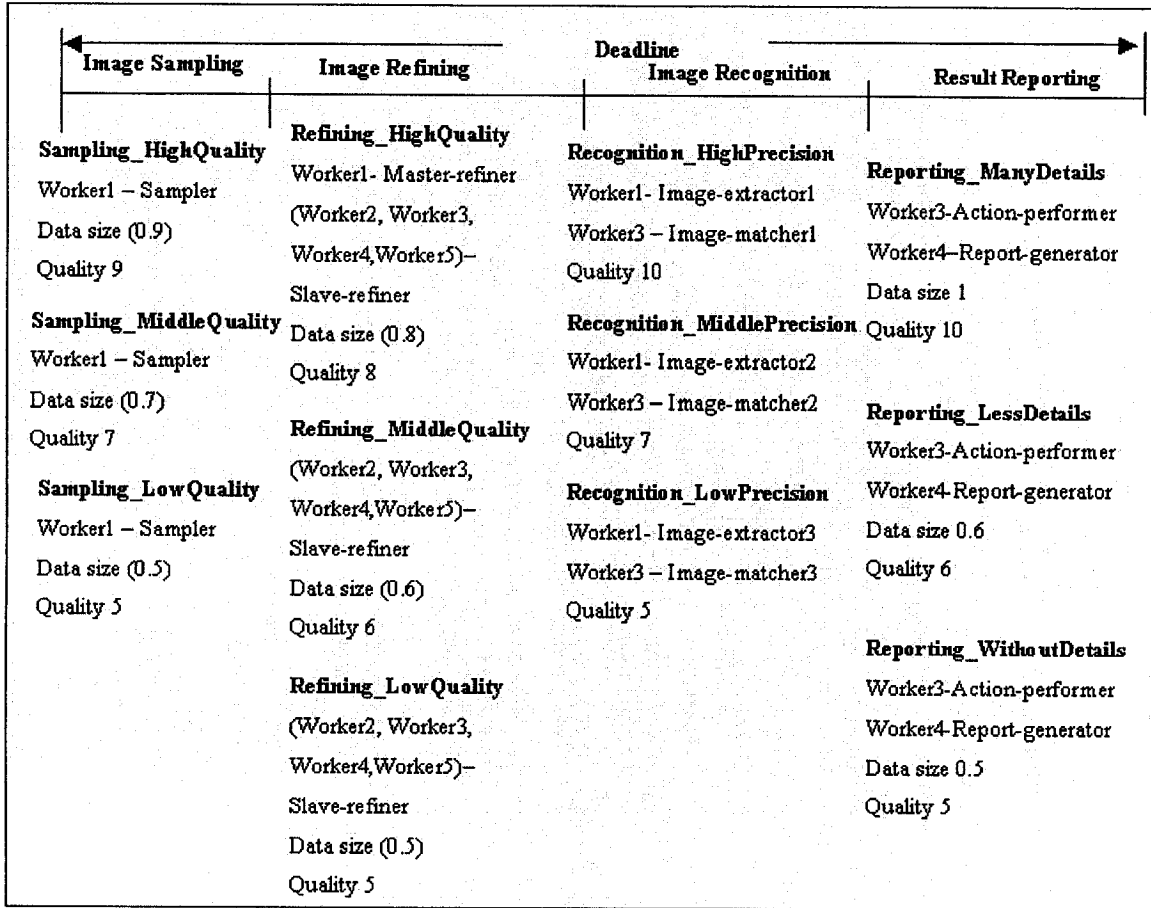 Deadline
Image Sampling
Image Refining
Image Recognition
Result Reporting
Sampling_HighQuality
Worker1 – Sampler
Data size (0.9)
Quality 9
Sampling_MiddleQuality
Worker1 – Sampler
Data size (0.7)
Quality 7
Sampling_LowQuality
Worker1 – Sampler
Data size (0.5)
Quality 5
Refining_HighQuality
Worker1- Master-refiner
(Worker2, Worker3,
Worker4,Worker5)–
Slave-refiner
Data size (0.8)
Quality 8
Refining_MiddleQuality
(Worker2, Worker3,
Worker4,Worker5)–
Slave-refiner
Data size (0.6)
Quality 6
Refining_LowQuality
(Worker2, Worker3,
Worker4,Worker5)–
Slave-refiner
Data size (0.5)
Quality 5
Recognition_HighPrecision
Worker1- Image-extractor1
Worker3 – Image-matcher1
Quality 10
Recognition_MiddlePrecision
Worker1- Image-extractor2
Worker3 – Image-matcher2
Quality 7
Recognition_LowPrecision
Worker1- Image-extractor3
Worker3 – Image-matcher3
Quality 5
Reporting_ManyDetails
Worker3-Action-performer
Worker4–Report-generator
Data size 1
Quality 10
Reporting_LessDetails
Worker3-Action-performer
Worker4-Report-generator
Data size 0.6
Quality 6
Reporting_WithoutDetails
Worker3-Action-performer
Worker4-Report-generator
Data size 0.5
Quality 5